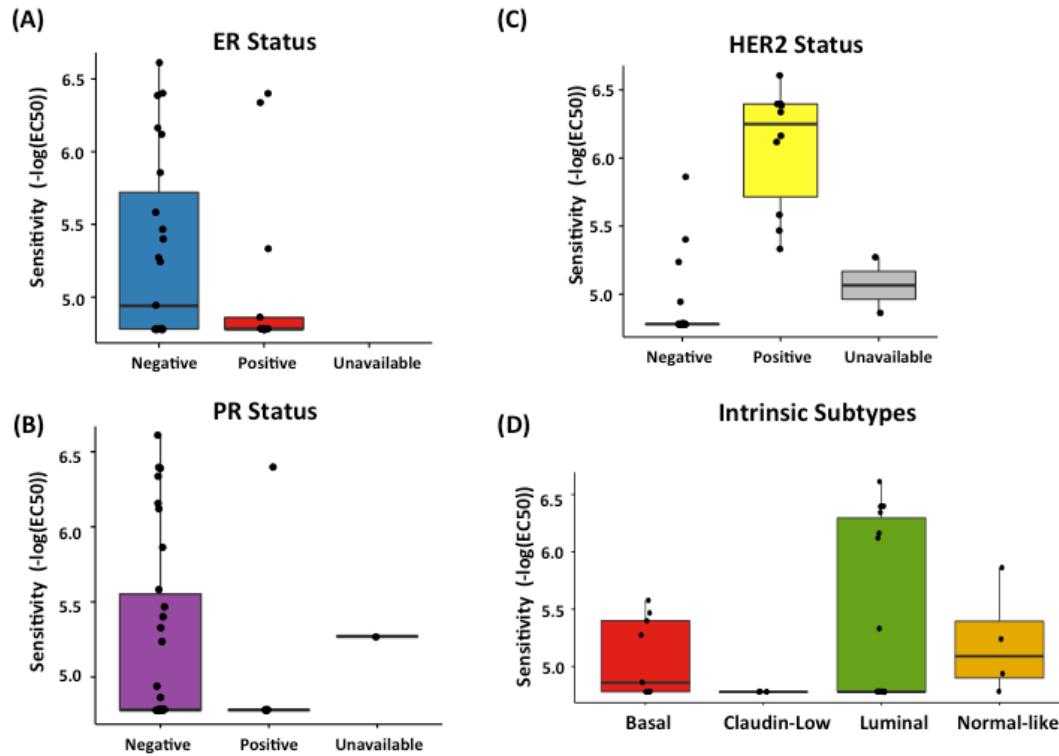 (A)
ER Status
Sensitivity (-log(EC50))
6.5
6.0
5.5
5.0
Negative Positive Unavailable
(B)
PR Status
Sensitivity (-log(EC50))
6.5
6.0
5.5
5.0
Negative Positive Unavailable
(C)
HER2 Status
Sensitivity (-log(EC50))
6.5
6.0
5.5
5.0
Negative Positive Unavailable
(D)
Intrinsic Subtypes
Sensitivity (-log(EC50))
6.5
6.0
5.5
5.0
Basal Claudin-Low Luminal Normal-like